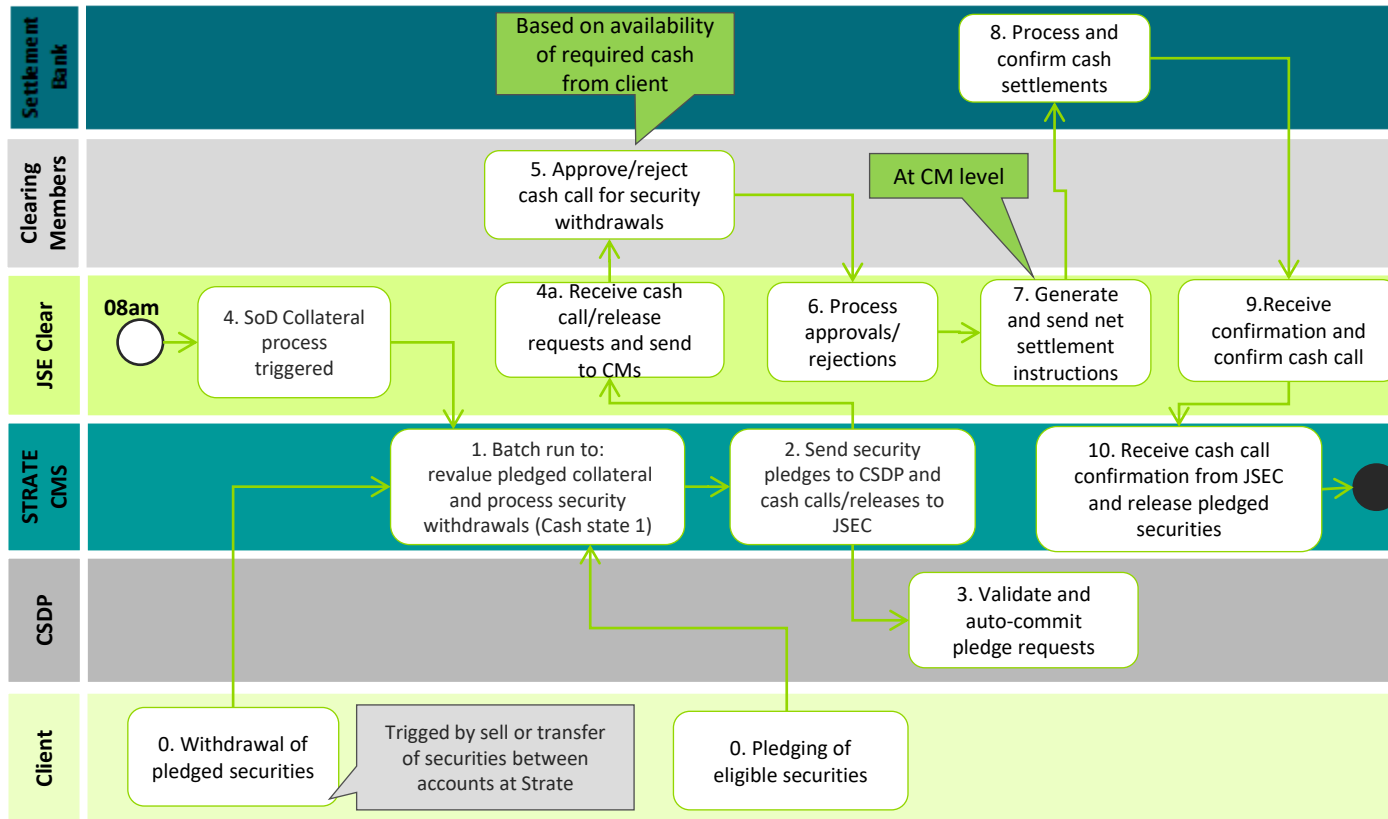 Settlement
Bank
Based on availability
of required cash
from client
8. Process and
confirm cash
settlements
Clearing
Members
5. Approve/reject
cash call for security
withdrawals
At CM level
JSE Clear
08am
4. SoD Collateral
process
triggered
4a. Receive cash
call/release
requests and send
to CMs
6. Process
approvals/
rejections
7. Generate
and send net
settlement
instructions
9.Receive
confirmation and
confirm cash call
STRATE
CMS
1. Batch run to:
revalue pledged collateral
and process security
withdrawals (Cash state 1)
2. Send security
pledges to CSDP and
cash calls/releases to
JSEC
10. Receive cash call
confirmation from JSEC
and release pledged
securities
CSDP
3. Validate and
auto-commit
pledge requests
Client
0. Withdrawal of
pledged securities
Trigged by sell or transfer
of securities between
accounts at Strate
0. Pledging of
eligible securities